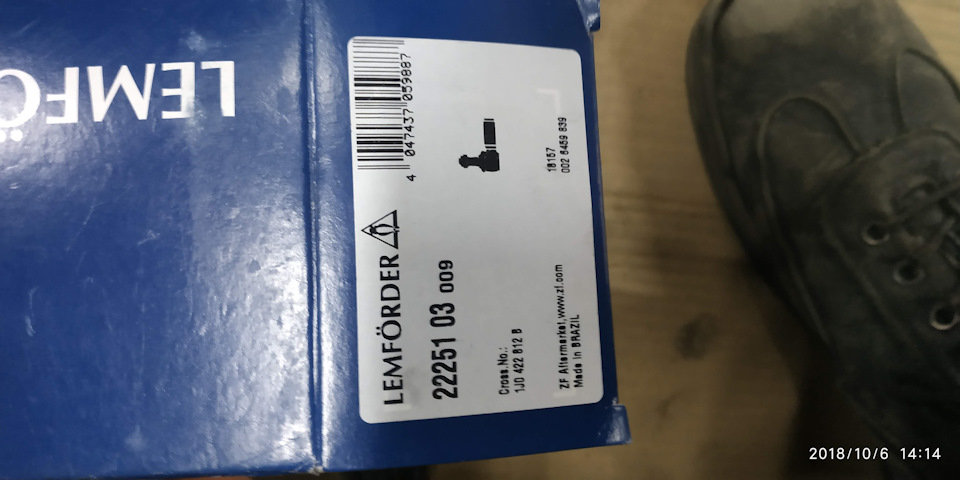 LEMFÖ
4 047437 059887
LEMFÖRDER
22251 03 009
Cross.No.:
1J0 422 812 B
18157
002 8459 839
ZF Aftermarket,www.zf.com
Made in BRAZIL
2018/10/6 14:14